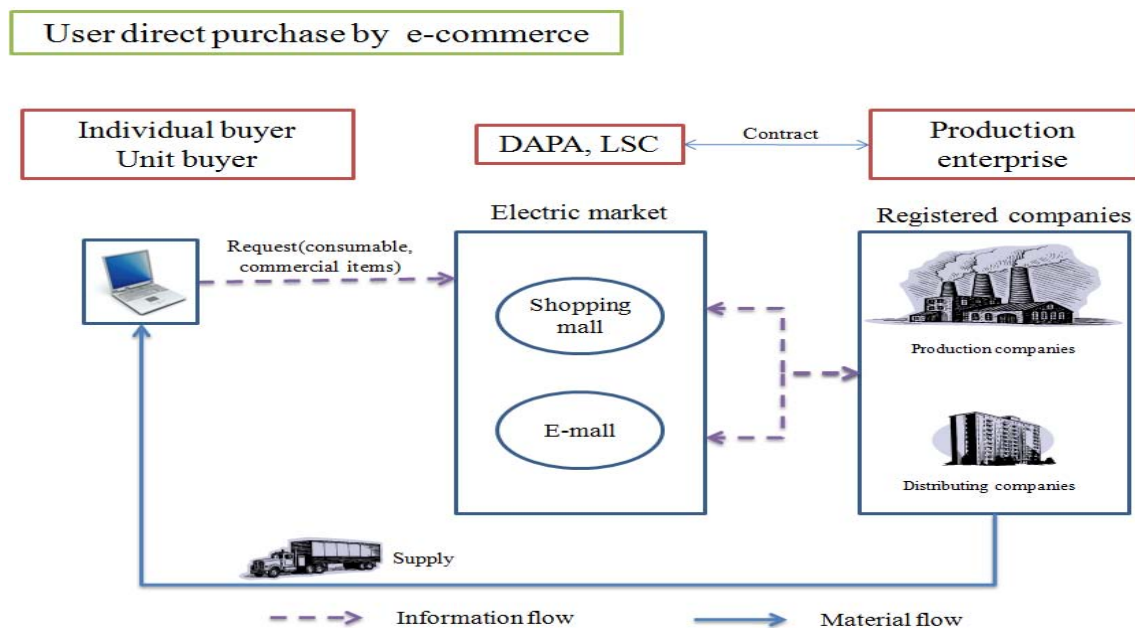 User direct purchase by e-commerce
Individual buyer
Unit buyer
DAPA, LSC
Contract
Production
enterprise
Electric market
Registered companies
Request(consumable,
commercial items)
Shopping
mall
E-mall
Production companies
Distributing companies
Supply
Information flow
Material flow